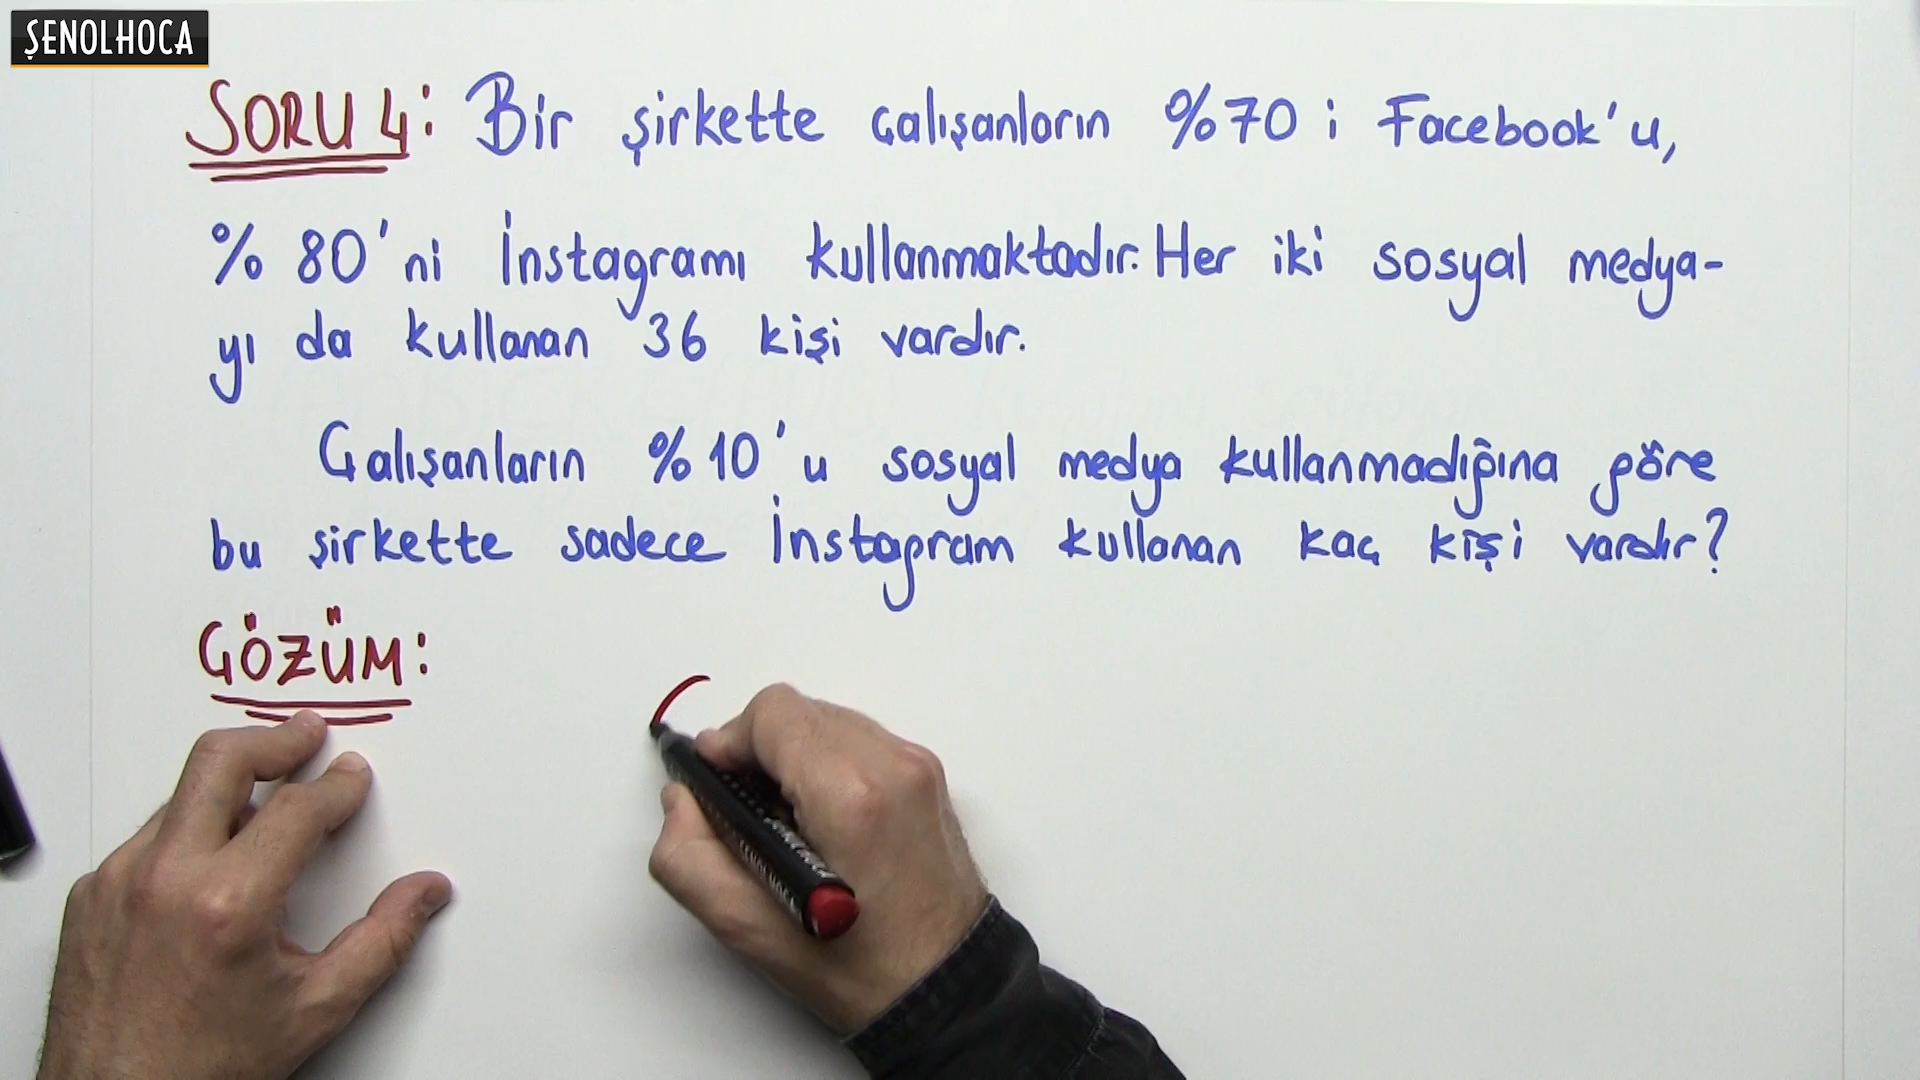 ŞENOLHOCA
SORU 4: Bir şirkette çalışanların %70 i Facebook'u,
% 80'ni İnstagramı kullanmaktadır. Her iki sosyal medya-
yı da kullanan 36 kişi vardır.
Çalışanların %10'u sosyal medya kullanmadığına göre
bu şirkette sadece İnstagram kullanan kaç kişi vardır?
ÇÖZÜM: